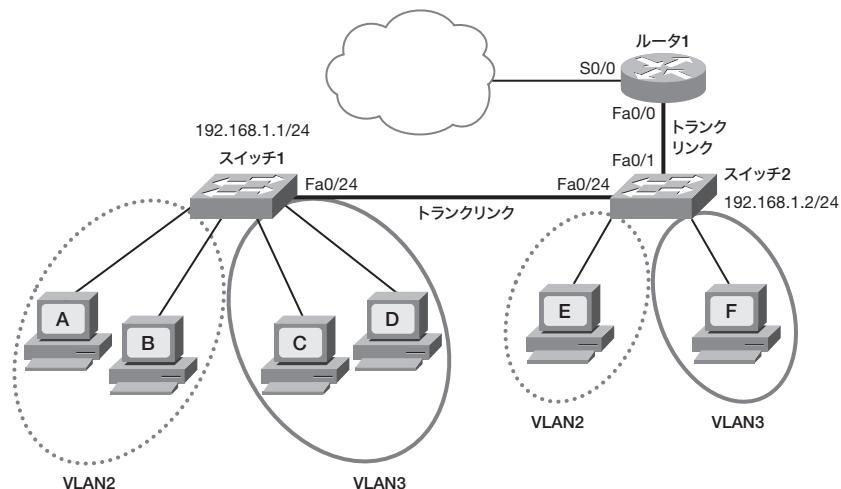 ルータ1
S0/0
Fa0/0
トランク
リンク
192.168.1.1/24
スイッチ1
Fa0/24
トランクリンク
Fa0/24
Fa0/1
スイッチ2
192.168.1.2/24
A
B
C
D
E
F
VLAN2
VLAN3
VLAN2
VLAN3